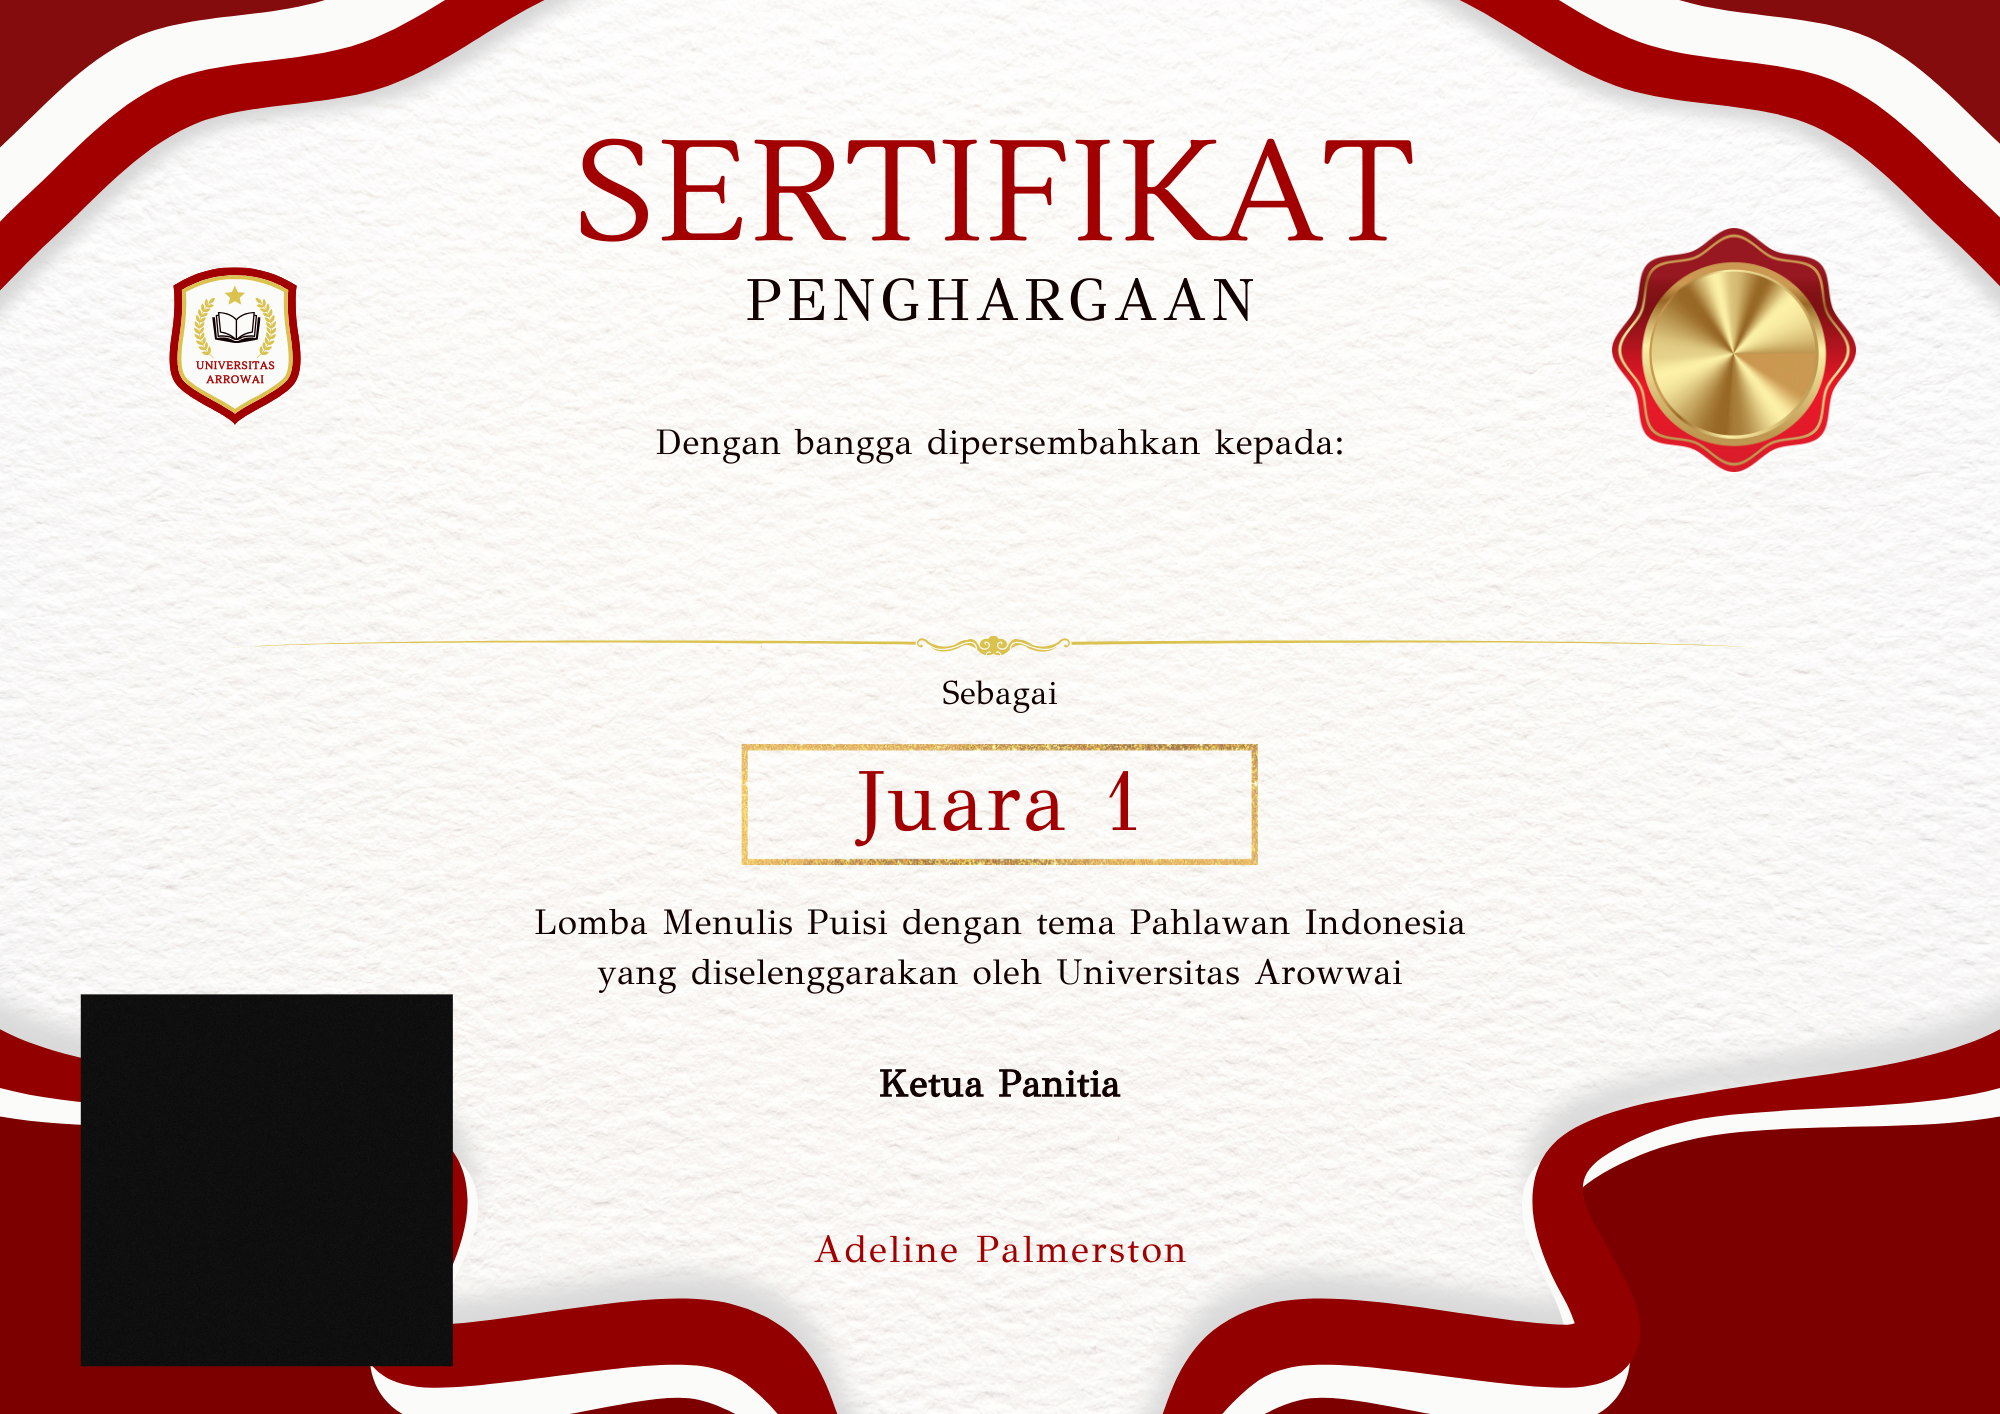 SERTIFIKAT
PENGHARGAAN
UNIVERSITAS
ARROWAI
Dengan bangga dipersembahkan kepada:
Sebagai
Juara 1
Lomba Menulis Puisi dengan tema Pahlawan Indonesia
yang diselenggarakan oleh Universitas Arowwai
Ketua Panitia
Adeline Palmerston